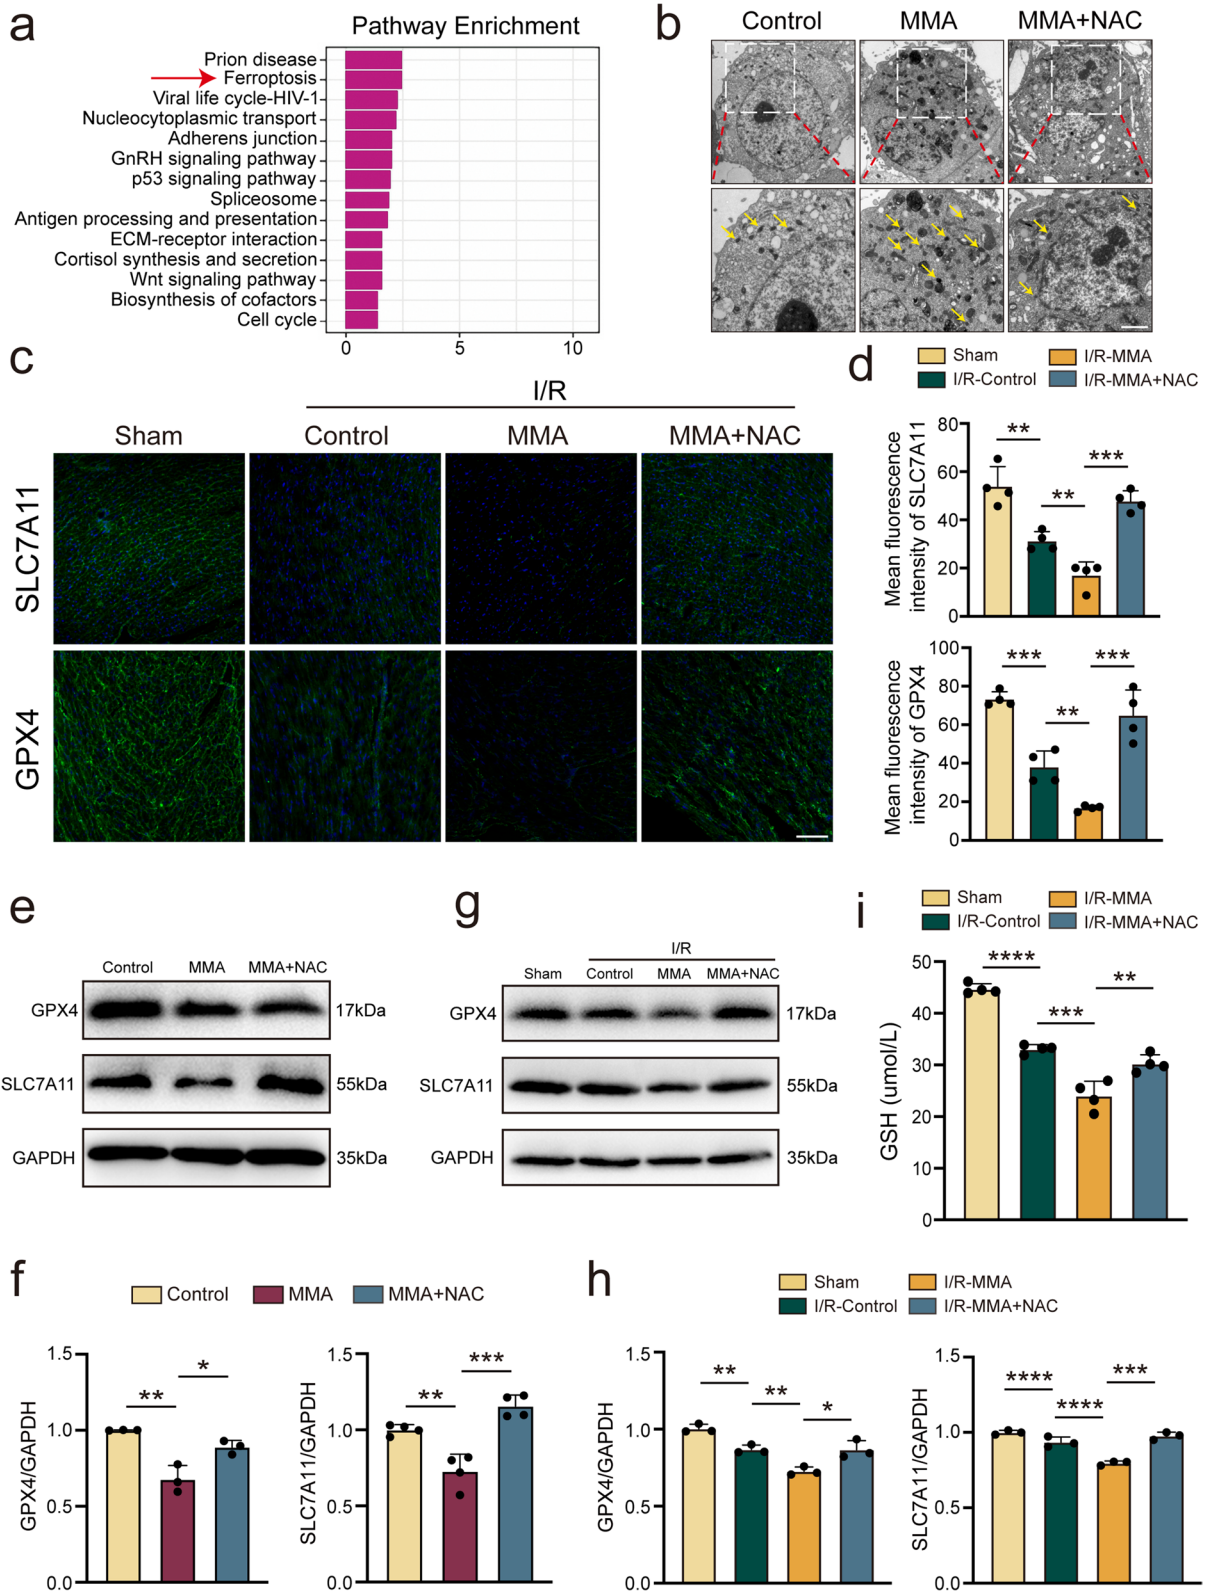 a
Pathway Enrichment
Prion disease
Ferroptosis
Viral life cycle-HIV-1
Nucleocytoplasmic transport
Adherens junction
GnRH signaling pathway
p53 signaling pathway
Spliceosome
Antigen processing and presentation
ECM-receptor interaction
Cortisol synthesis and secretion
Wnt signaling pathway
Biosynthesis of cofactors
Cell cycle
0 5 10
b
Control MMA MMA+NAC
c
I/R
Sham Control MMA MMA+NAC
SLC7A11
GPX4
d
Sham I/R-MMA
I/R-Control I/R-MMA+NAC
Mean fluorescence
intensity of SLC7A11
80
60
40
20
0
** ** ***
Mean fluorescence
intensity of GPX4
100
80
60
40
20
0
*** ** ***
e
Control MMA MMA+NAC
GPX4 17kDa
SLC7A11 55kDa
GAPDH 35kDa
g
I/R
Sham Control MMA MMA+NAC
GPX4 17kDa
SLC7A11 55kDa
GAPDH 35kDa
i
Sham I/R-MMA
I/R-Control I/R-MMA+NAC
GSH (umol/L)
50
40
30
20
10
0
**** *** **
f
Control MMA MMA+NAC
GPX4/GAPDH
1.5
1.0
0.5
0.0
** *
SLC7A11/GAPDH
1.5
1.0
0.5
0.0
** ***
h
Sham I/R-MMA
I/R-Control I/R-MMA+NAC
GPX4/GAPDH
1.5
1.0
0.5
0.0
** ** *
SLC7A11/GAPDH
1.5
1.0
0.5
0.0
**** **** ***